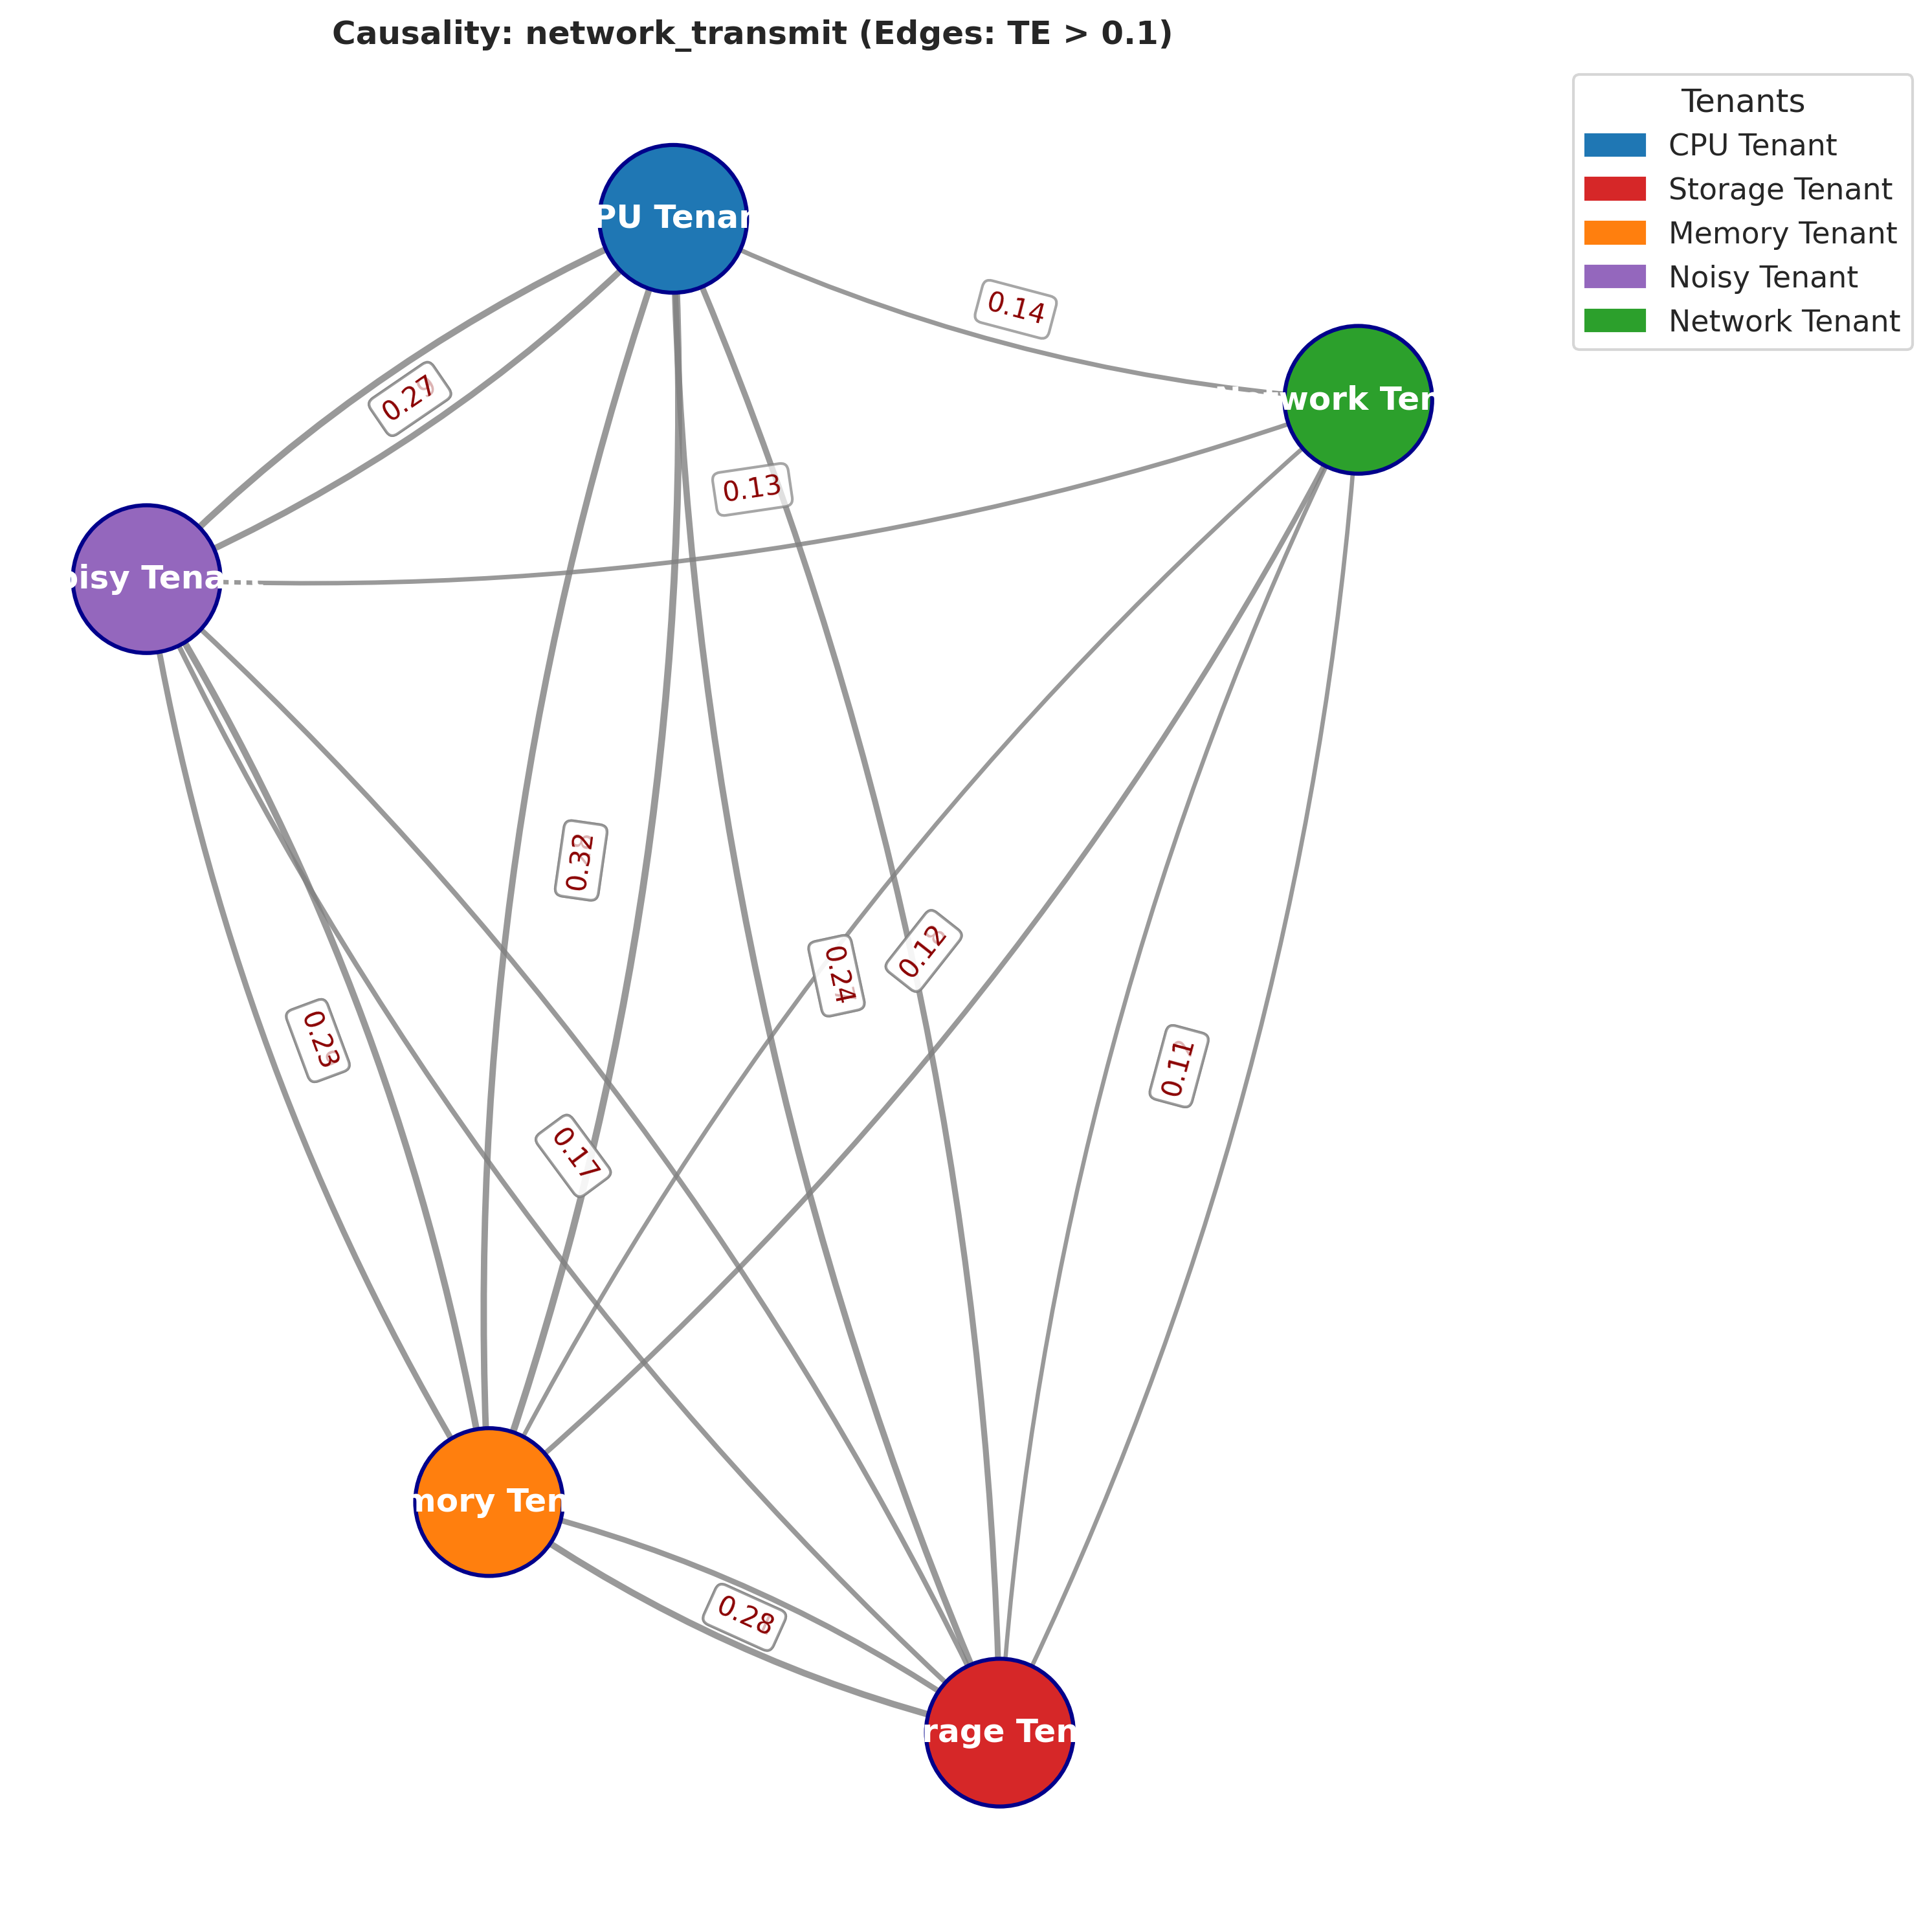 Causality: network_transmit (Edges: TE > 0.1)
Tenants
CPU Tenant
Storage Tenant
Memory Tenant
Noisy Tenant
Network Tenant
PU Tenan
0.14
work Ten
0.27
0.13
oisy Tena
0.32
0.12
0.24
0.23
0.11
0.17
mory Ten
0.28
rage Ten